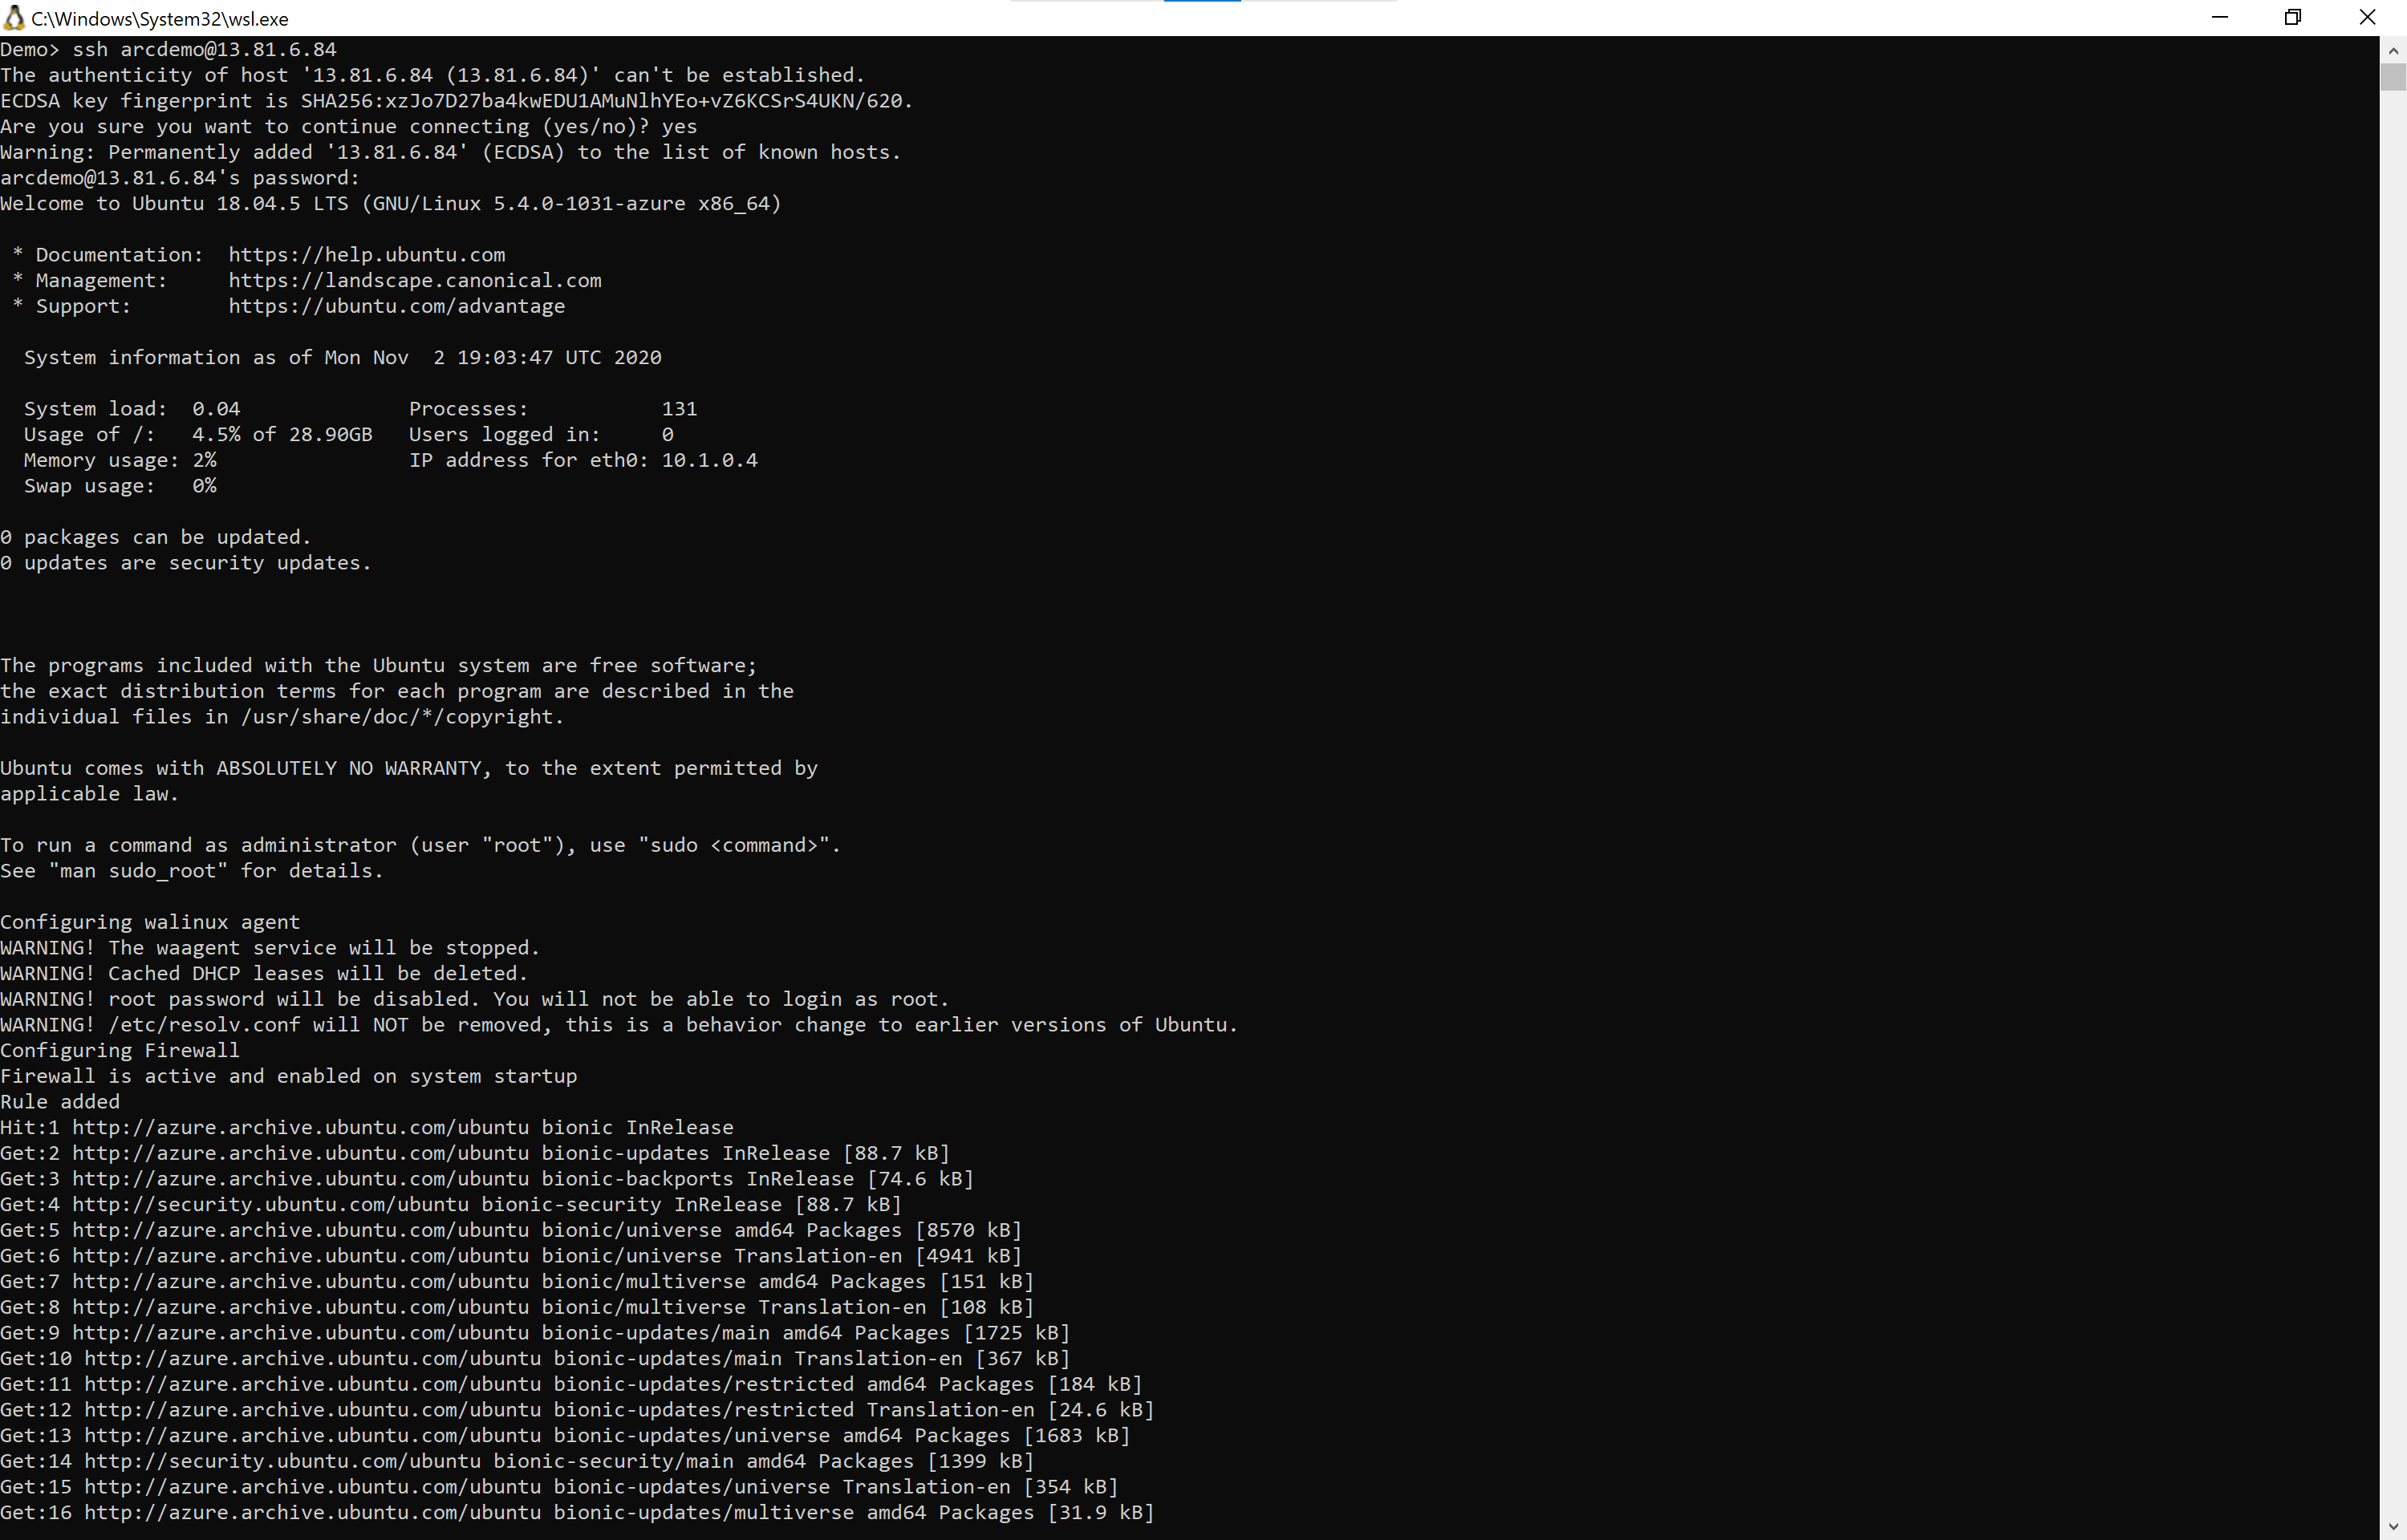 C:\Windows\System32\wsl.exe
Demo> ssh arcdemo@13.81.6.84
The authenticity of host '13.81.6.84 (13.81.6.84)' can't be established.
ECDSA key fingerprint is SHA256:xzJo7D27ba4kwEDU1AMuNlhYEo+vZ6KCSrS4UKN/620.
Are you sure you want to continue connecting (yes/no)? yes
Warning: Permanently added '13.81.6.84' (ECDSA) to the list of known hosts.
arcdemo@13.81.6.84's password:
Welcome to Ubuntu 18.04.5 LTS (GNU/Linux 5.4.0-1031-azure x86_64)
 * Documentation:  https://help.ubuntu.com
 * Management:     https://landscape.canonical.com
 * Support:        https://ubuntu.com/advantage
  System information as of Mon Nov  2 19:03:47 UTC 2020
  System load:  0.04              Processes:           131
  Usage of /:   4.5% of 28.90GB   Users logged in:     0
  Memory usage: 2%                IP address for eth0: 10.1.0.4
  Swap usage:   0%
0 packages can be updated.
0 updates are security updates.
The programs included with the Ubuntu system are free software;
the exact distribution terms for each program are described in the
individual files in /usr/share/doc/*/copyright.
Ubuntu comes with ABSOLUTELY NO WARRANTY, to the extent permitted by
applicable law.
To run a command as administrator (user "root"), use "sudo <command>".
See "man sudo_root" for details.
Configuring walinux agent
WARNING! The waagent service will be stopped.
WARNING! Cached DHCP leases will be deleted.
WARNING! root password will be disabled. You will not be able to login as root.
WARNING! /etc/resolv.conf will NOT be removed, this is a behavior change to earlier versions of Ubuntu.
Configuring Firewall
Firewall is active and enabled on system startup
Rule added
Hit:1 http://azure.archive.ubuntu.com/ubuntu bionic InRelease
Get:2 http://azure.archive.ubuntu.com/ubuntu bionic-updates InRelease [88.7 kB]
Get:3 http://azure.archive.ubuntu.com/ubuntu bionic-backports InRelease [74.6 kB]
Get:4 http://security.ubuntu.com/ubuntu bionic-security InRelease [88.7 kB]
Get:5 http://azure.archive.ubuntu.com/ubuntu bionic/universe amd64 Packages [8570 kB]
Get:6 http://azure.archive.ubuntu.com/ubuntu bionic/universe Translation-en [4941 kB]
Get:7 http://azure.archive.ubuntu.com/ubuntu bionic/multiverse amd64 Packages [151 kB]
Get:8 http://azure.archive.ubuntu.com/ubuntu bionic/multiverse Translation-en [108 kB]
Get:9 http://azure.archive.ubuntu.com/ubuntu bionic-updates/main amd64 Packages [1725 kB]
Get:10 http://azure.archive.ubuntu.com/ubuntu bionic-updates/main Translation-en [367 kB]
Get:11 http://azure.archive.ubuntu.com/ubuntu bionic-updates/restricted amd64 Packages [184 kB]
Get:12 http://azure.archive.ubuntu.com/ubuntu bionic-updates/restricted Translation-en [24.6 kB]
Get:13 http://azure.archive.ubuntu.com/ubuntu bionic-updates/universe amd64 Packages [1683 kB]
Get:14 http://security.ubuntu.com/ubuntu bionic-security/main amd64 Packages [1399 kB]
Get:15 http://azure.archive.ubuntu.com/ubuntu bionic-updates/universe Translation-en [354 kB]
Get:16 http://azure.archive.ubuntu.com/ubuntu bionic-updates/multiverse amd64 Packages [31.9 kB]